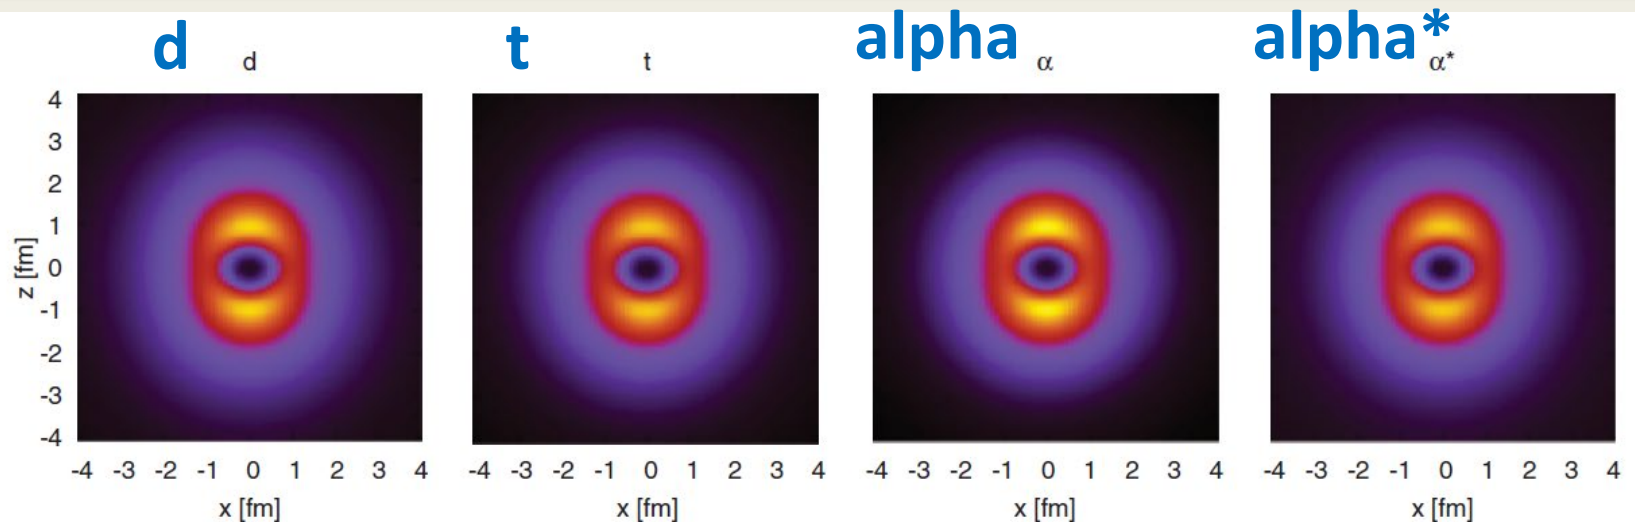 d t alpha alpha*
d t α α*
4
3
2
1
0
-1
-2
-3
-4
z [fm]
-4 -3 -2 -1 0 1 2 3 4 -4 -3 -2 -1 0 1 2 3 4 -4 -3 -2 -1 0 1 2 3 4 -4 -3 -2 -1 0 1 2 3 4
x [fm] x [fm] x [fm] x [fm]